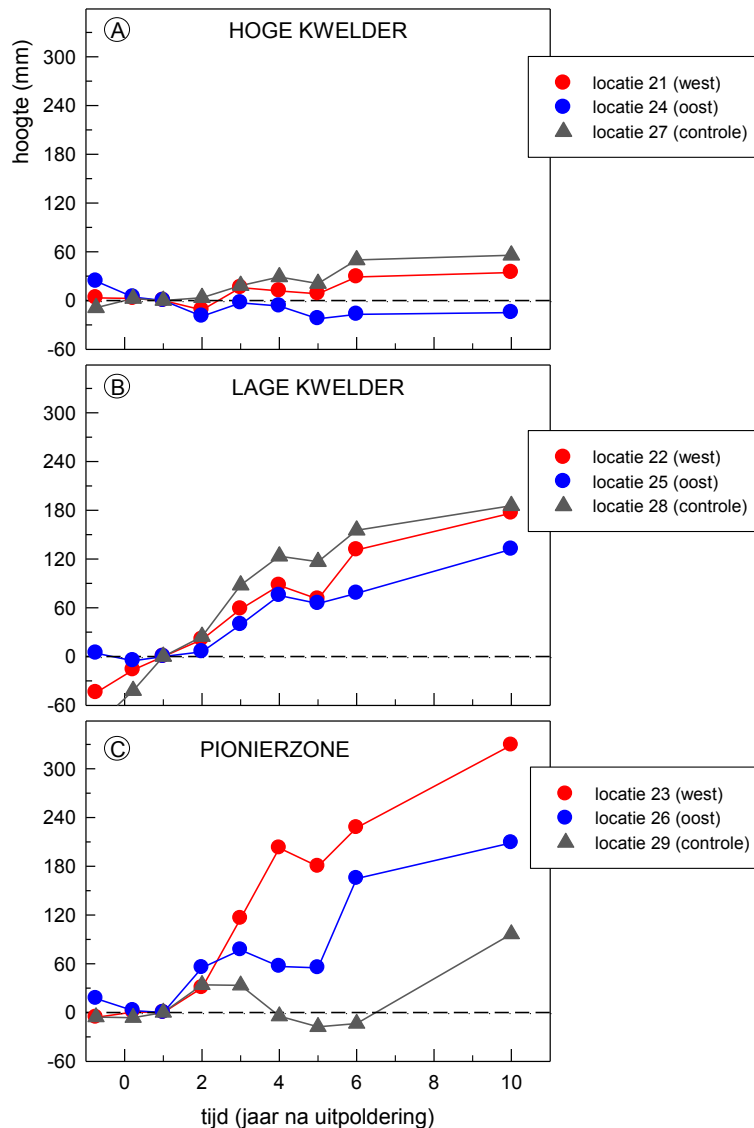 A HOGE KWELDER
hoogte (mm)
300
240
180
120
60
0
-60
locatie 21 (west)
locatie 24 (oost)
locatie 27 (controle)
B LAGE KWELDER
300
240
180
120
60
0
-60
locatie 22 (west)
locatie 25 (oost)
locatie 28 (controle)
C PIONIERZONE
300
240
180
120
60
0
-60
locatie 23 (west)
locatie 26 (oost)
locatie 29 (controle)
0 2 4 6 8 10
tijd (jaar na uitpoldering)